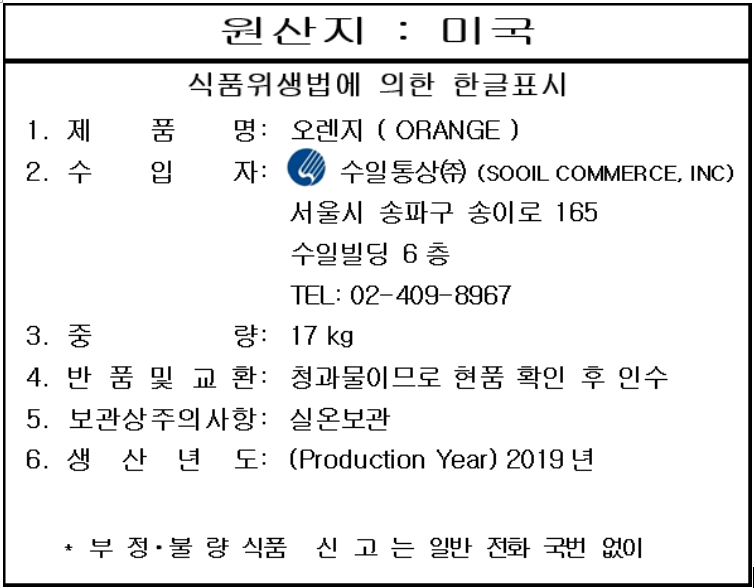 원산지 : 미국
식품위생법에 의한 한글표시
1. 제 품 명: 오렌지 ( ORANGE )
2. 수 입 자: 수일통상㈜ (SOOIL COMMERCE, INC)
서울시 송파구 송이로 165
수일빌딩 6 층
TEL: 02-409-8967
3. 중 량: 17 kg
4. 반 품 및 교 환: 청과물이므로 현품 확인 후 인수
5. 보관상주의사항: 실온보관
6. 생 산 년 도: (Production Year) 2019 년
* 부 정·불 량 식품 신 고 는 일반 전화 국번 없이